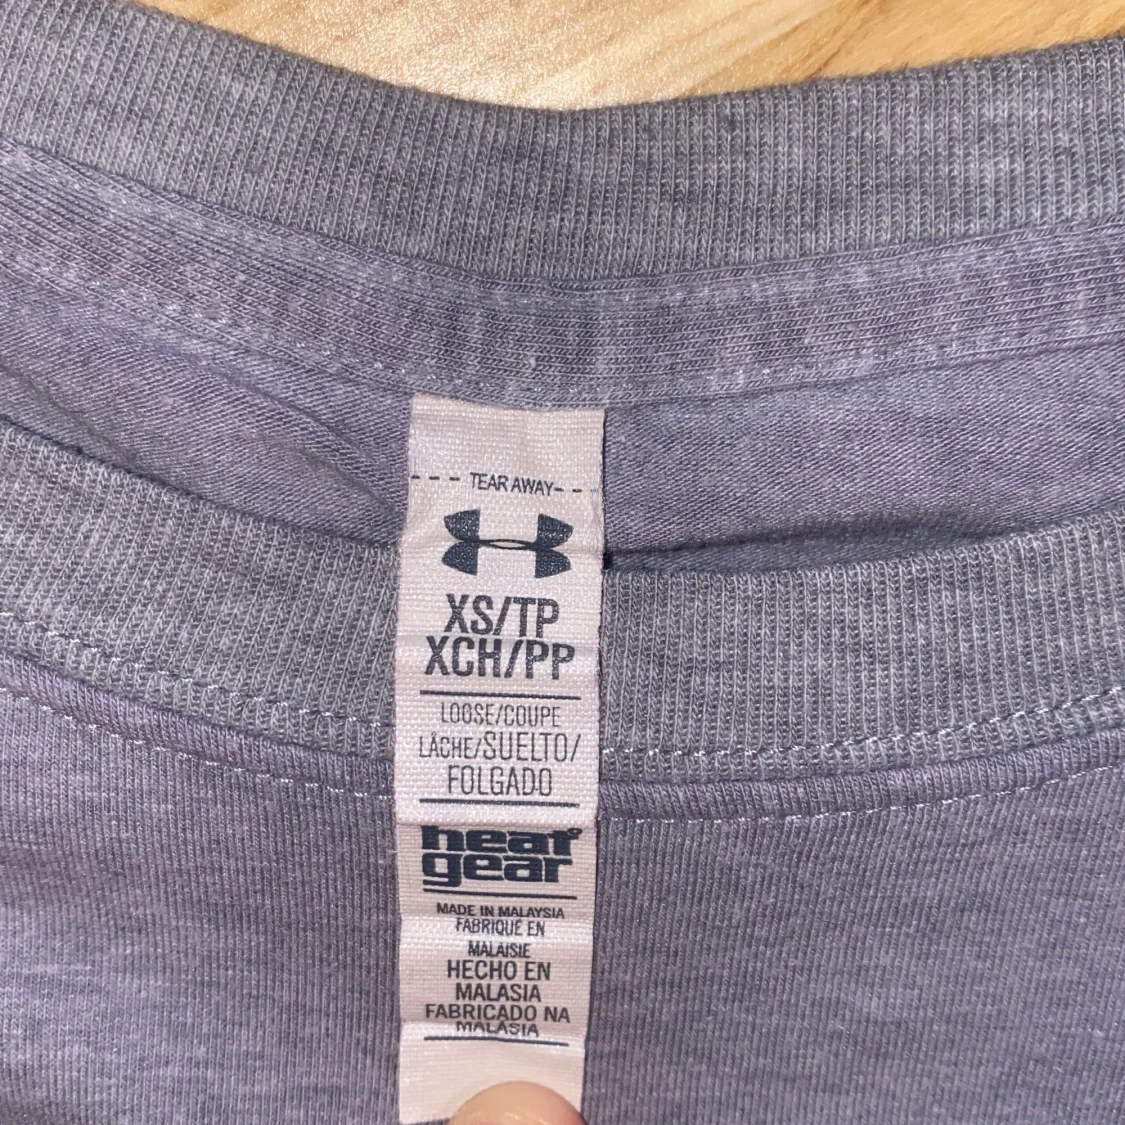 TEAR AWAY
XS/TP
XCH/PP
LOOSE/COUPE
LÂCHE/SUELTO/
FOLGADO
heat
gear
MADE IN MALAYSIA
FABRIQUÉ EN
MALAISIE
HECHO EN
MALASIA
FABRICADO NA
MALÁSIA